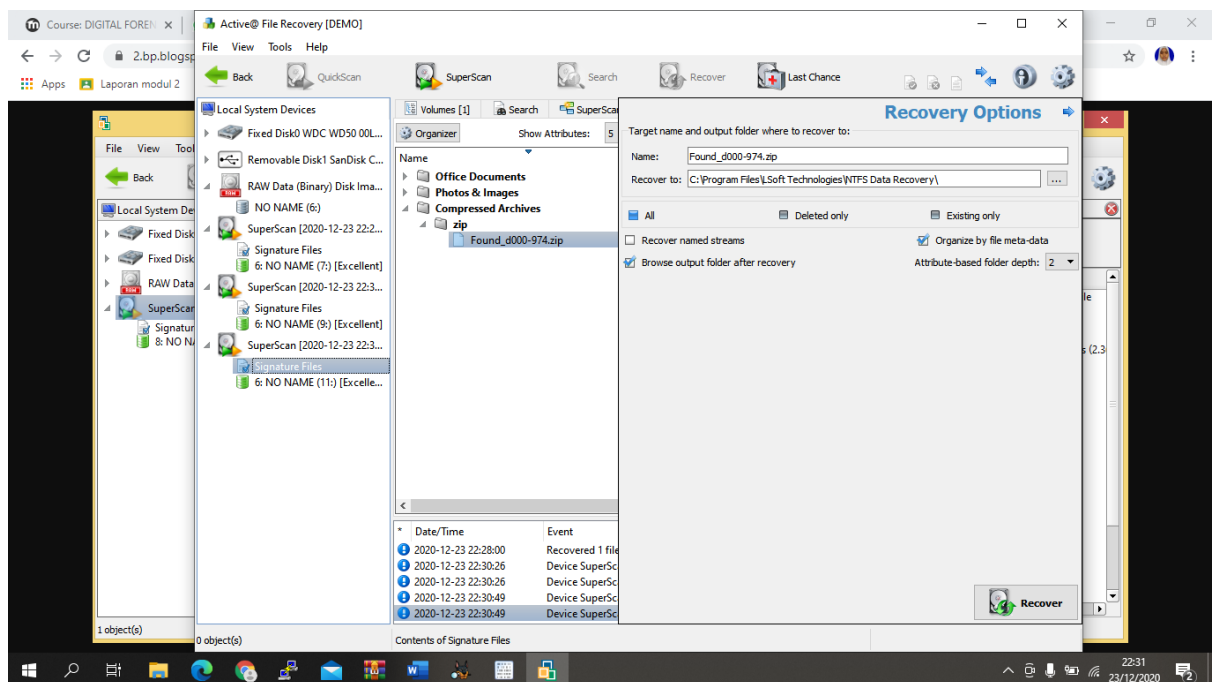 Course: DIGITAL FOREN
2.bp.blogsp
Apps
Laporan modul 2
File View Tool
Back
Local System De
Fixed Disk
Fixed Disk
RAW Data
SuperScan
Signatur
8: NO NA
1 object(s)
Active@ File Recovery [DEMO]
File View Tools Help
Back
QuickScan
SuperScan
Search
Recover
Last Chance
Local System Devices
Fixed Disk0 WDC WD50 00L...
Removable Disk1 SanDisk C...
RAW Data (Binary) Disk Ima...
NO NAME (6:)
SuperScan [2020-12-23 22:2...
Signature Files
6: NO NAME (7:) [Excellent]
SuperScan [2020-12-23 22:3...
Signature Files
6: NO NAME (9:) [Excellent]
SuperScan [2020-12-23 22:3...
Signature Files
6: NO NAME (11:) [Excelle...
0 object(s)
Volumes [1]
Search
SuperScan
Organizer
Show Attributes: 5
Name
Office Documents
Photos & Images
Compressed Archives
zip
Found_d000-974.zip
* Date/Time Event
2020-12-23 22:28:00 Recovered 1 file
2020-12-23 22:30:26 Device SuperSc
2020-12-23 22:30:26 Device SuperSc
2020-12-23 22:30:49 Device SuperSc
2020-12-23 22:30:49 Device SuperSc
Contents of Signature Files
Recovery Options
Target name and output folder where to recover to:
Name: Found_d000-974.zip
Recover to: C:\Program Files\LSoft Technologies\NTFS Data Recovery\
...
All
Deleted only
Existing only
Recover named streams
Organize by file meta-data
Browse output folder after recovery
Attribute-based folder depth: 2
Recover
le
s (2.3
22:31
23/12/2020